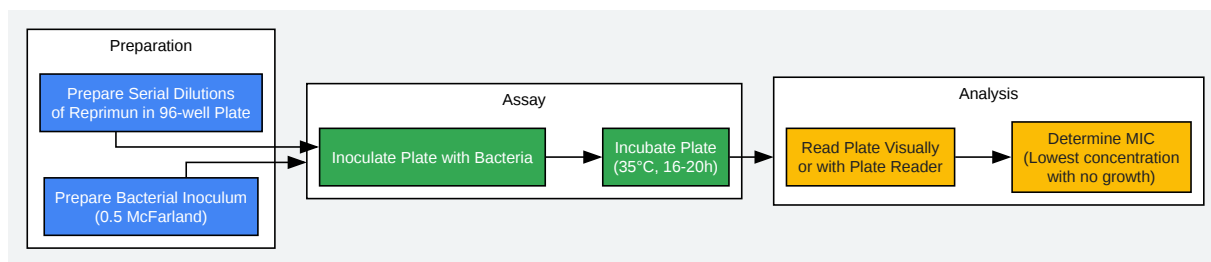 Preparation
Prepare Serial Dilutions
of Reprimun in 96-well Plate
Prepare Bacterial Inoculum
(0.5 McFarland)
Assay
Inoculate Plate with Bacteria
Incubate Plate
(35°C, 16-20h)
Analysis
Read Plate Visually
or with Plate Reader
Determine MIC
(Lowest concentration
with no growth)